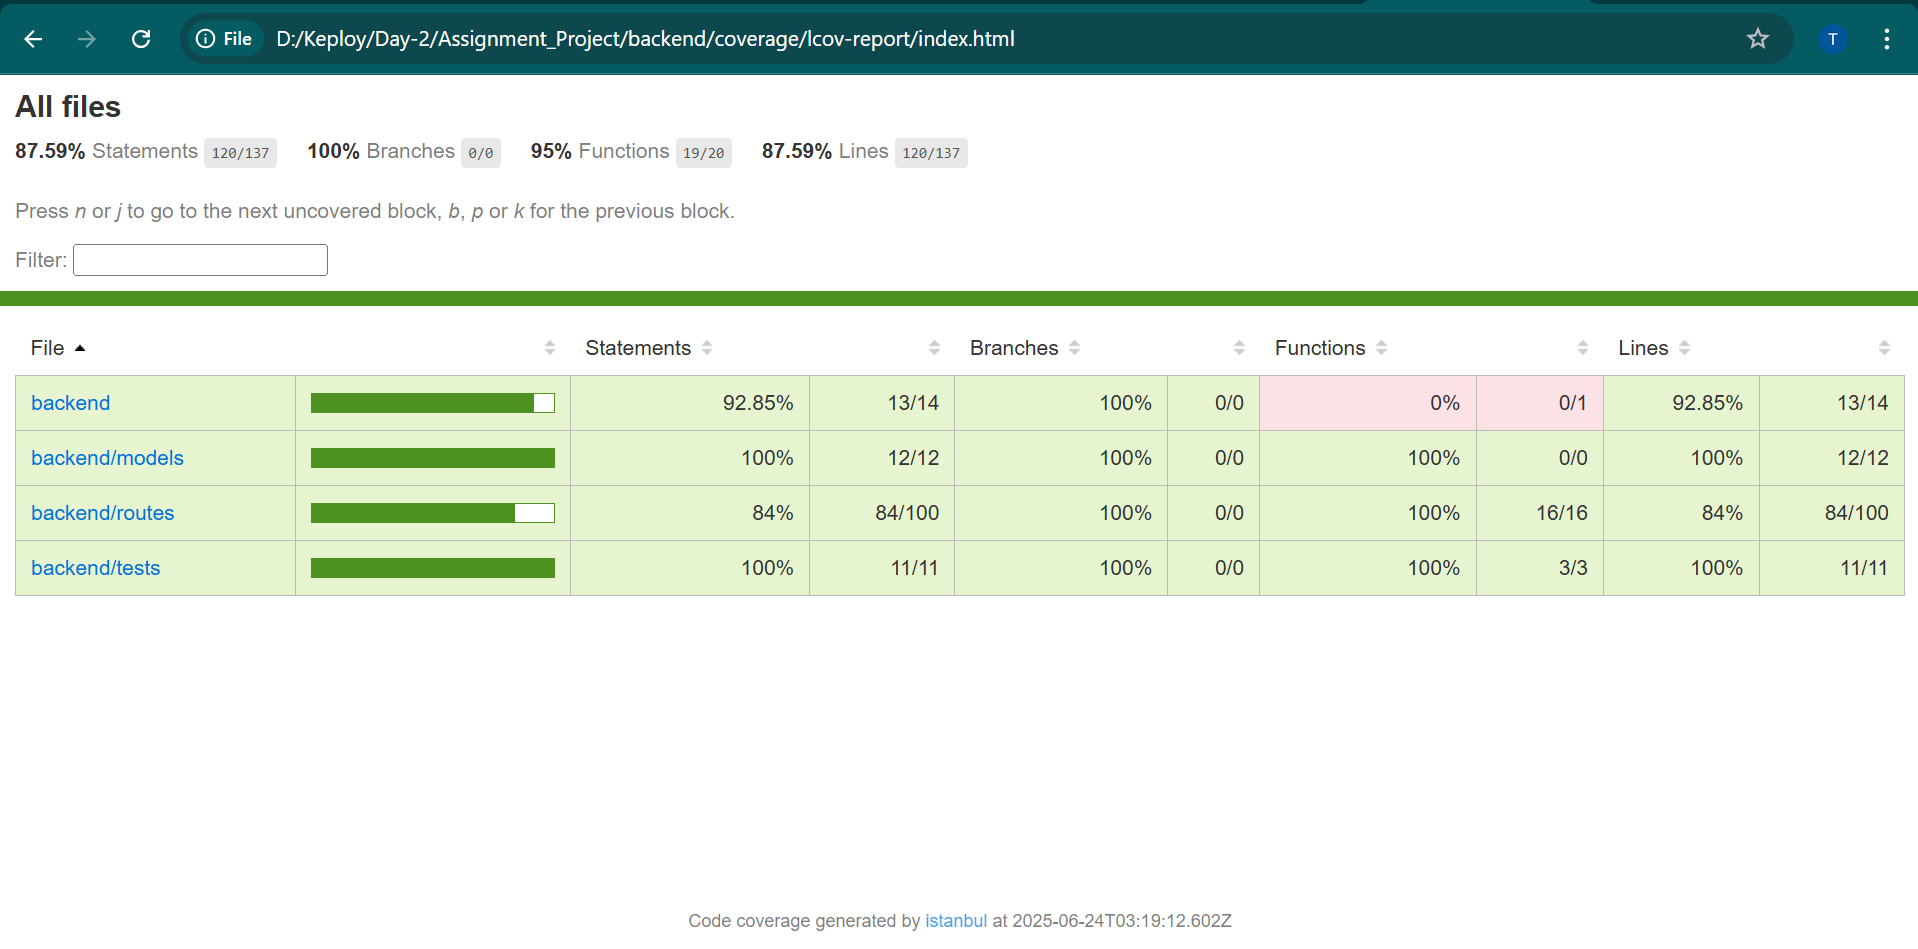 File D:/Keploy/Day-2/Assignment_Project/backend/coverage/lcov-report/index.html T
All files
87.59% Statements 120/137 100% Branches 0/0 95% Functions 19/20 87.59% Lines 120/137
Press n or j to go to the next uncovered block, b, p or k for the previous block.
Filter:
File Statements Branches Functions Lines
backend 92.85% 13/14 100% 0/0 0% 0/1 92.85% 13/14
backend/models 100% 12/12 100% 0/0 100% 0/0 100% 12/12
backend/routes 84% 84/100 100% 0/0 100% 16/16 84% 84/100
backend/tests 100% 11/11 100% 0/0 100% 3/3 100% 11/11
Code coverage generated by istanbul at 2025-06-24T03:19:12.602Z